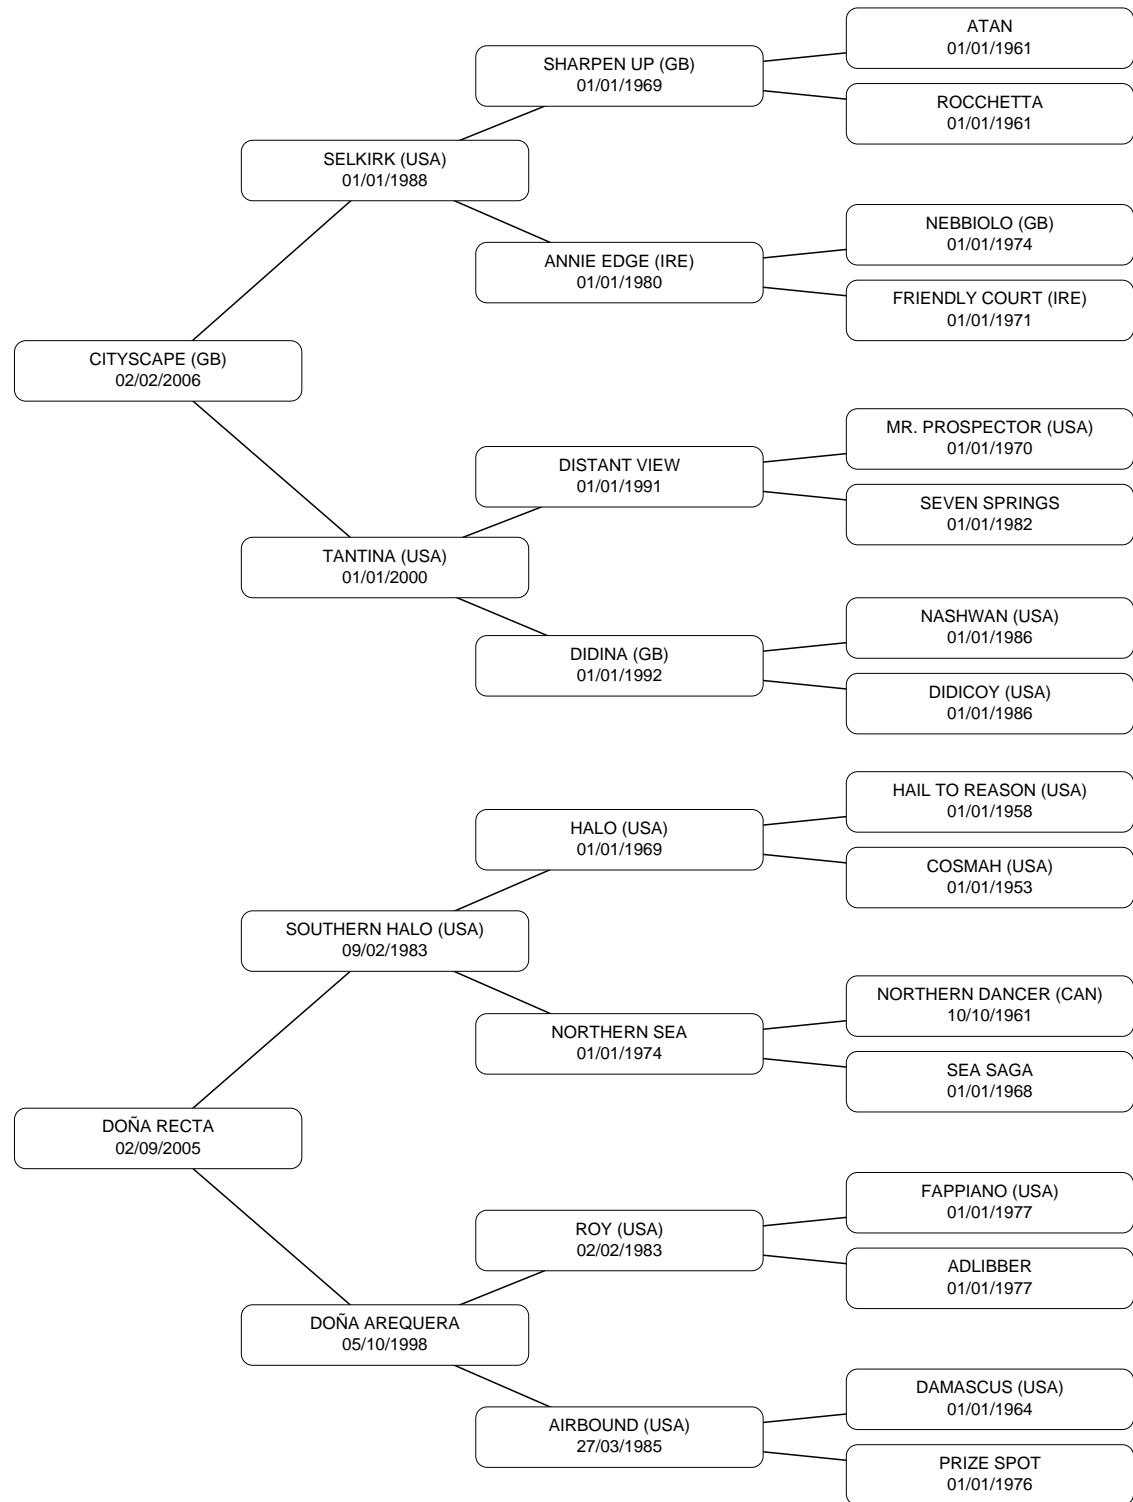 ATAN
01/01/1961
SHARPEN UP (GB)
01/01/1969
ROCCHETTA
01/01/1961
SELKIRK (USA)
01/01/1988
NEBBIOLO (GB)
01/01/1974
ANNIE EDGE (IRE)
01/01/1980
FRIENDLY COURT (IRE)
01/01/1971
CITYSCAPE (GB)
02/02/2006
MR. PROSPECTOR (USA)
01/01/1970
DISTANT VIEW
01/01/1991
SEVEN SPRINGS
01/01/1982
TANTINA (USA)
01/01/2000
NASHWAN (USA)
01/01/1986
DIDINA (GB)
01/01/1992
DIDICOY (USA)
01/01/1986
HAIL TO REASON (USA)
01/01/1958
HALO (USA)
01/01/1969
COSMAH (USA)
01/01/1953
SOUTHERN HALO (USA)
09/02/1983
NORTHERN DANCER (CAN)
10/10/1961
NORTHERN SEA
01/01/1974
SEA SAGA
01/01/1968
DOÑA RECTA
02/09/2005
FAPPIANO (USA)
01/01/1977
ROY (USA)
02/02/1983
ADLIBBER
01/01/1977
DOÑA AREQUERA
05/10/1998
DAMASCUS (USA)
01/01/1964
AIRBOUND (USA)
27/03/1985
PRIZE SPOT
01/01/1976